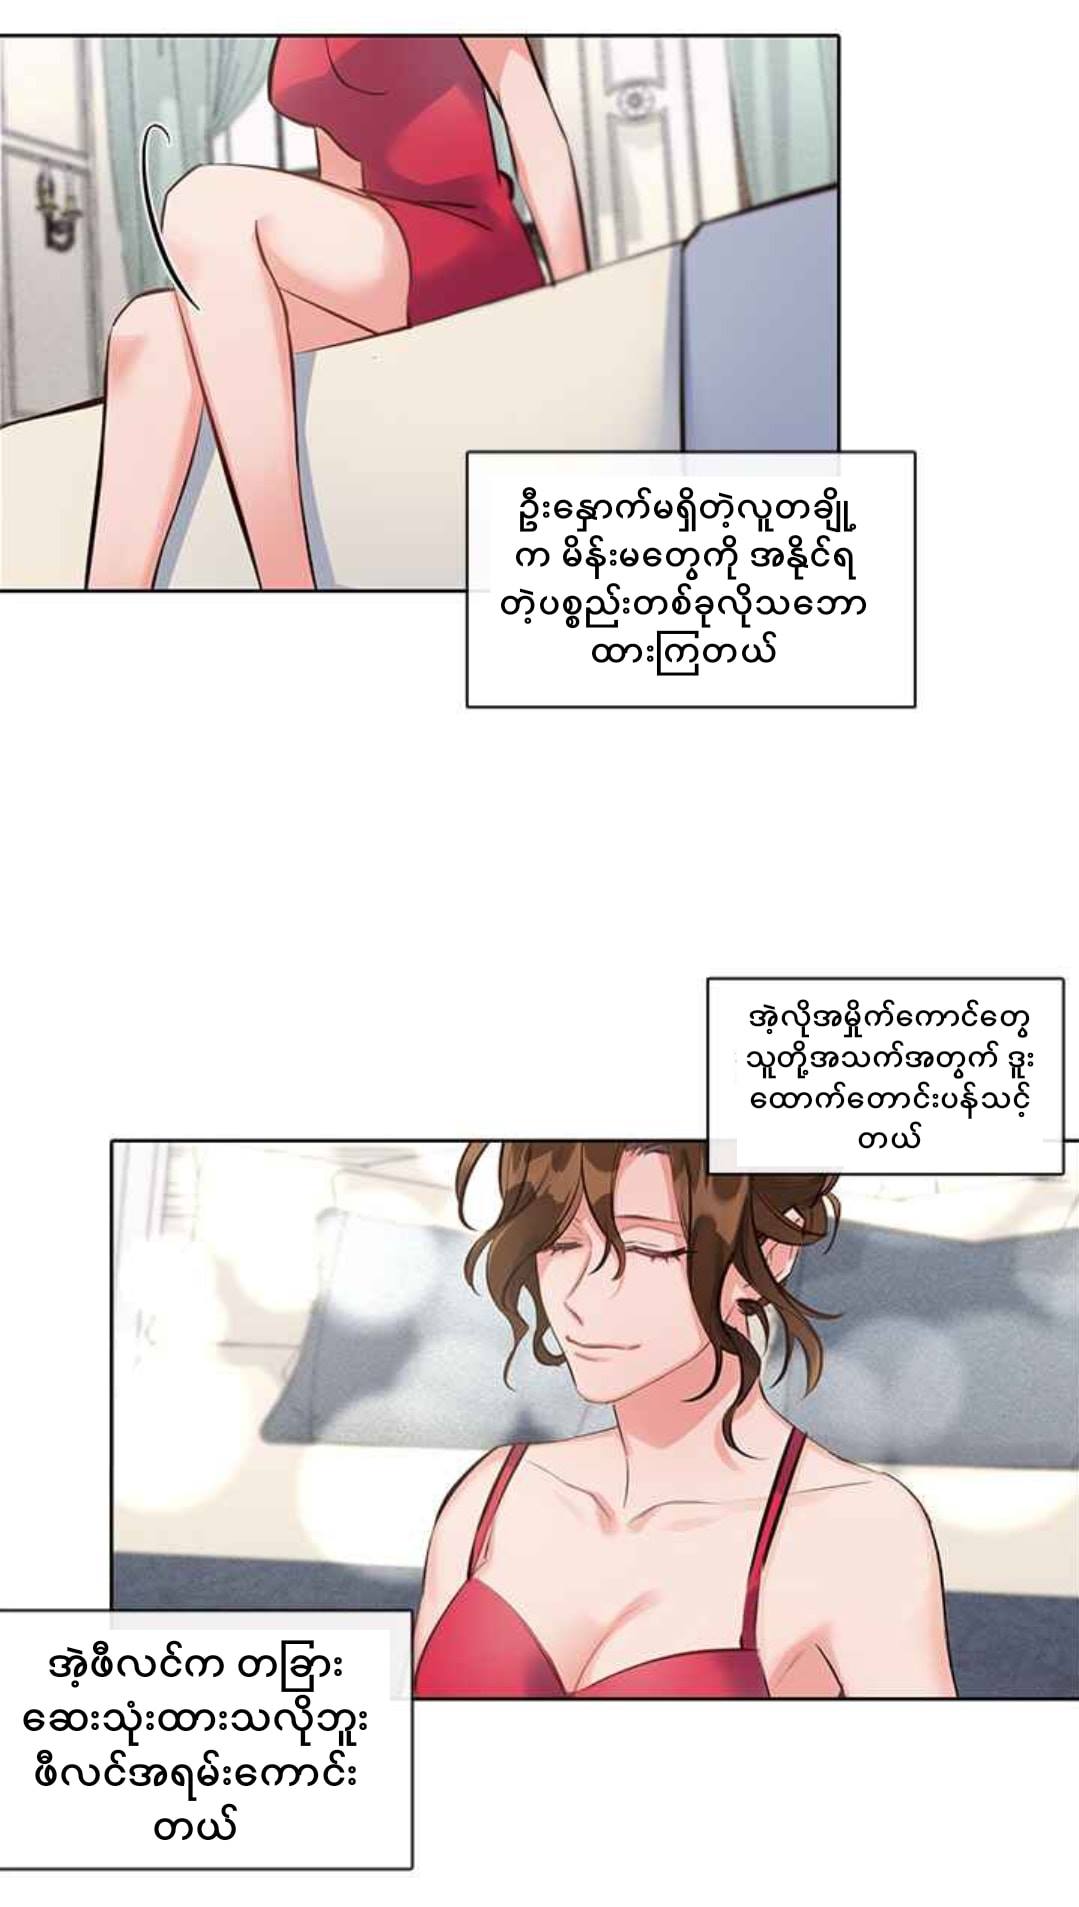 ဦးနှောက်မရှိတဲ့လူတချို့
က မိန်းမတွေကို အနိုင်ရ
တဲ့ပစ္စည်းတစ်ခုလိုသဘော
ထားကြတယ်
အဲ့လိုအမှိုက်ကောင်တွေ
သူတို့အသက်အတွက် ဒူး
ထောက်တောင်းပန်သင့်
တယ်
အဲ့ဖီလင်က တခြား
ဆေးသုံးထားသလိုဘူး
ဖီလင်အရမ်းကောင်း
တယ်